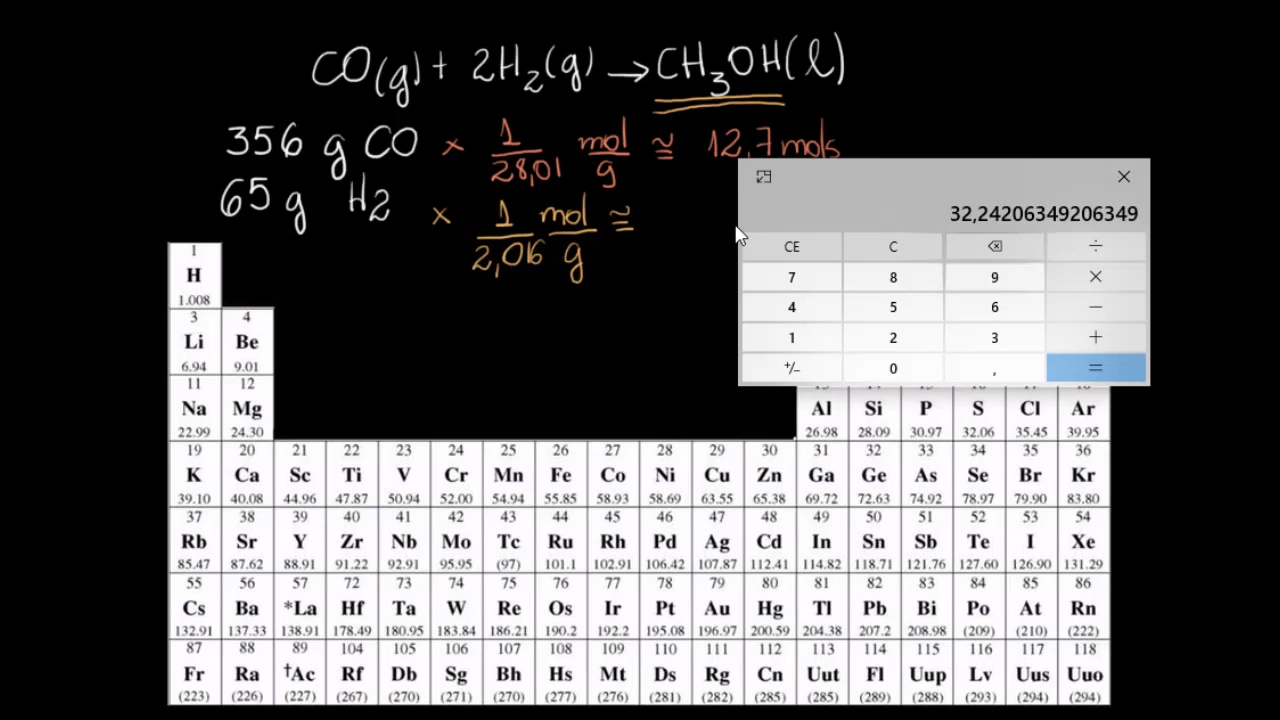 CO(g) + 2H₂(g) → CH₃OH(l)
356 g CO × 1/28,01 mol/g ≅ 12,7 mols
65 g H2 × 1/2,016 mol/g ≅
32,24206349206349
CE C ÷
7 8 9 ×
4 5 6 −
1 2 3 +
+/− 0 , =
1
H
1.008
3 4
Li Be
6.94 9.01
11 12
Na Mg Al Si P S Cl Ar
22.99 24.30 26.98 28.09 30.97 32.06 35.45 39.95
19 20 21 22 23 24 25 26 27 28 29 30 31 32 33 34 35 36
K Ca Sc Ti V Cr Mn Fe Co Ni Cu Zn Ga Ge As Se Br Kr
39.10 40.08 44.96 47.87 50.94 52.00 54.94 55.85 58.93 58.69 63.55 65.38 69.72 72.63 74.92 78.97 79.90 83.80
37 38 39 40 41 42 43 44 45 46 47 48 49 50 51 52 53 54
Rb Sr Y Zr Nb Mo Tc Ru Rh Pd Ag Cd In Sn Sb Te I Xe
85.47 87.62 88.91 91.22 92.91 95.95 (97) 101.1 102.91 106.42 107.87 112.41 114.82 118.71 121.76 127.60 126.90 131.29
55 56 57 72 73 74 75 76 77 78 79 80 81 82 83 84 85 86
Cs Ba *La Hf Ta W Re Os Ir Pt Au Hg Tl Pb Bi Po At Rn
132.91 137.33 138.91 178.49 180.95 183.84 186.21 190.2 192.2 195.08 196.97 200.59 204.38 207.2 208.98 (209) (210) (222)
87 88 89 104 105 106 107 108 109 110 111 112 113 114 115 116 117 118
Fr Ra †Ac Rf Db Sg Bh Hs Mt Ds Rg Cn Uut Fl Uup Lv Uus Uuo
(223) (226) (227) (267) (270) (271) (270) (277) (276) (281) (282) (285) (285) (289) (288) (293) (294) (294)